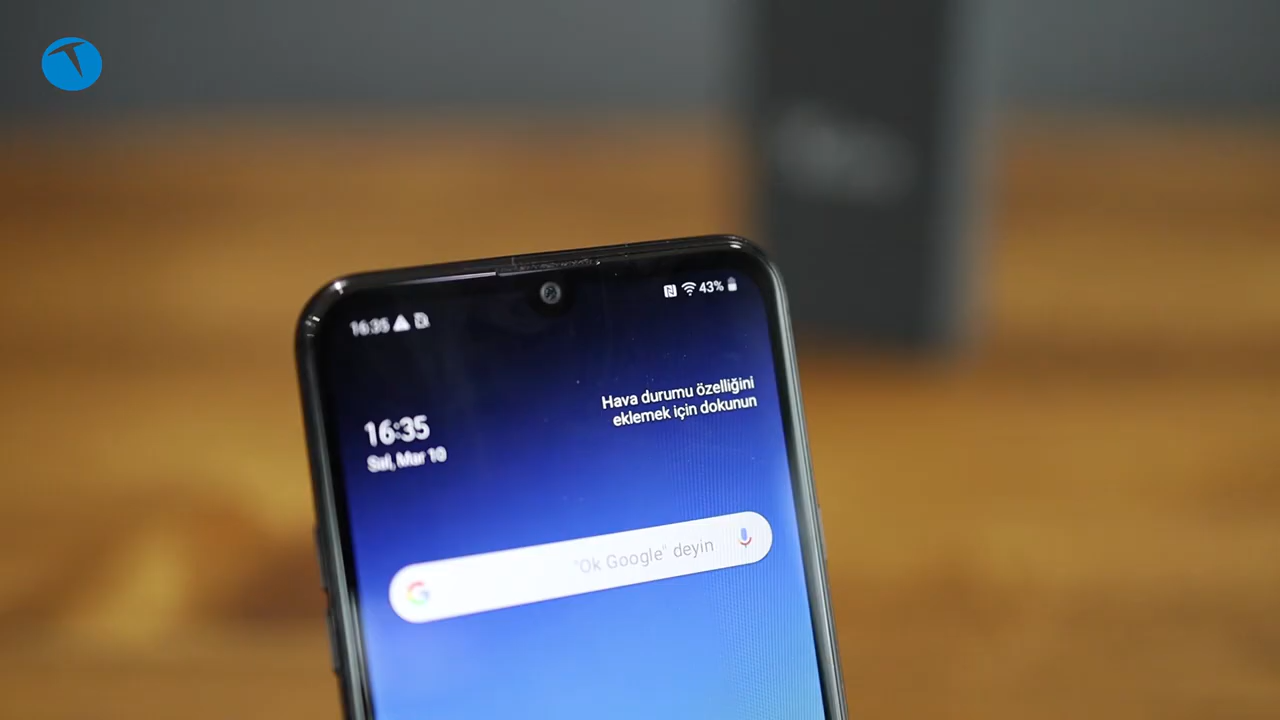 16:35
43%
Hava durumu özelliğini
eklemek için dokunun
16:35
Sal, Mar 10
"Ok Google" deyin